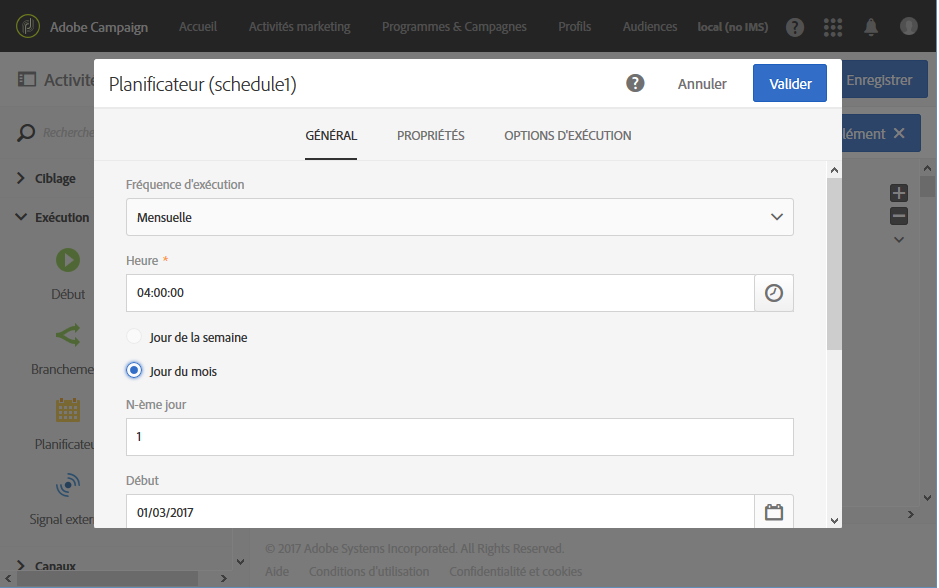 Adobe Campaign Accueil Activités marketing Programmes & Campagnes Profils Audiences local (no IMS) ?
Activité Enregistrer
Planificateur (schedule1) ? Annuler Valider
Recherche lément ✕
GÉNÉRAL PROPRIÉTÉS OPTIONS D'EXÉCUTION
Ciblage
Exécution
Début
Brancheme
Planificateu
Signal exter
Canaux
Fréquence d'exécution
Mensuelle
Heure *
04:00:00
Jour de la semaine
Jour du mois
N-ème jour
1
Début
01/03/2017
© 2017 Adobe Systems Incorporated. All Rights Reserved.
Aide Conditions d'utilisation Confidentialité et cookies